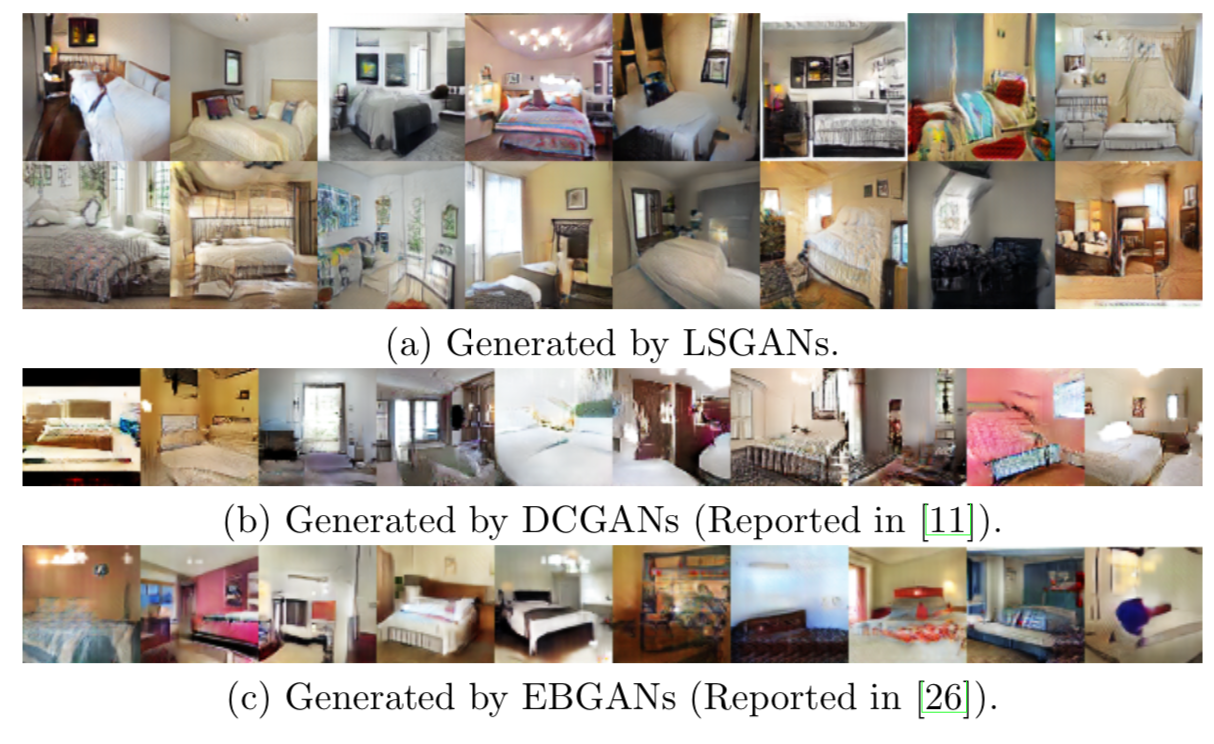 (a) Generated by LSGANs.
(b) Generated by DCGANs (Reported in [11]).
(c) Generated by EBGANs (Reported in [26]).